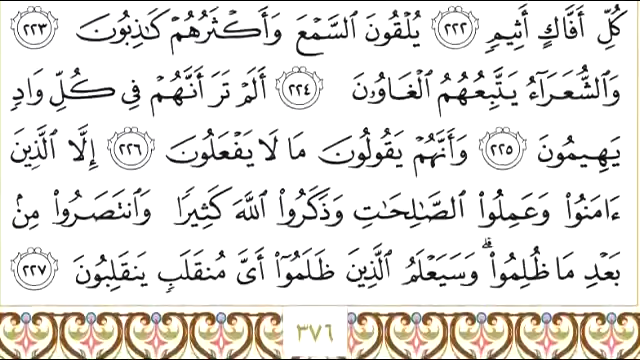 كُلِّ أَفَّاكٍ أَثِيمٖ ٢٢٢ يُلۡقُونَ ٱلسَّمۡعَ وَأَكۡثَرُهُمۡ كَٰذِبُونَ ٢٢٣
وَٱلشُّعَرَآءُ يَتَّبِعُهُمُ ٱلۡغَاوُۥنَ ٢٢٤ أَلَمۡ تَرَ أَنَّهُمۡ فِي كُلِّ وَادٖ
يَهِيمُونَ ٢٢٥ وَأَنَّهُمۡ يَقُولُونَ مَا لَا يَفۡعَلُونَ ٢٢٦ إِلَّا ٱلَّذِينَ
ءَامَنُواْ وَعَمِلُواْ ٱلصَّٰلِحَٰتِ وَذَكَرُواْ ٱللَّهَ كَثِيرٗا وَٱنتَصَرُواْ مِنۢ
بَعۡدِ مَا ظُلِمُواْۗ وَسَيَعۡلَمُ ٱلَّذِينَ ظَلَمُوٓاْ أَيَّ مُنقَلَبٖ يَنقَلِبُونَ ٢٢٧
٣٧٦